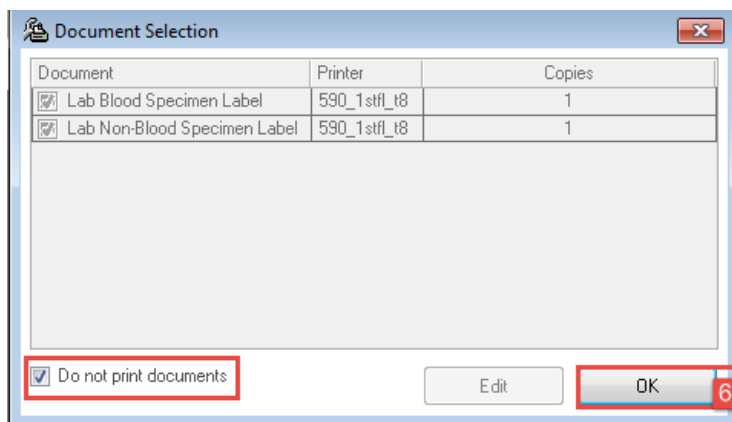 Document Selection
Document Printer Copies
Lab Blood Specimen Label 590_1stfl_t8 1
Lab Non-Blood Specimen Label 590_1stfl_t8 1
Do not print documents Edit OK 6